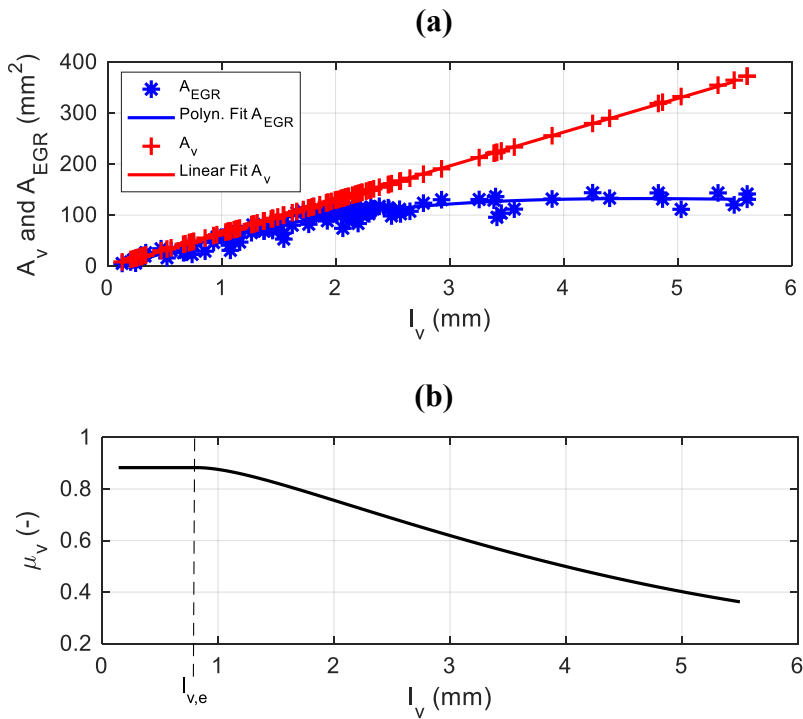 (a)
A_v and A_EGR (mm²)
400
300
200
100
0
A_EGR
Polyn. Fit A_EGR
A_v
Linear Fit A_v
0 1 2 3 4 5 6
l_v (mm)
(b)
μ_v (-)
1
0.8
0.6
0.4
0.2
0 1 2 3 4 5 6
l_v,e
l_v (mm)